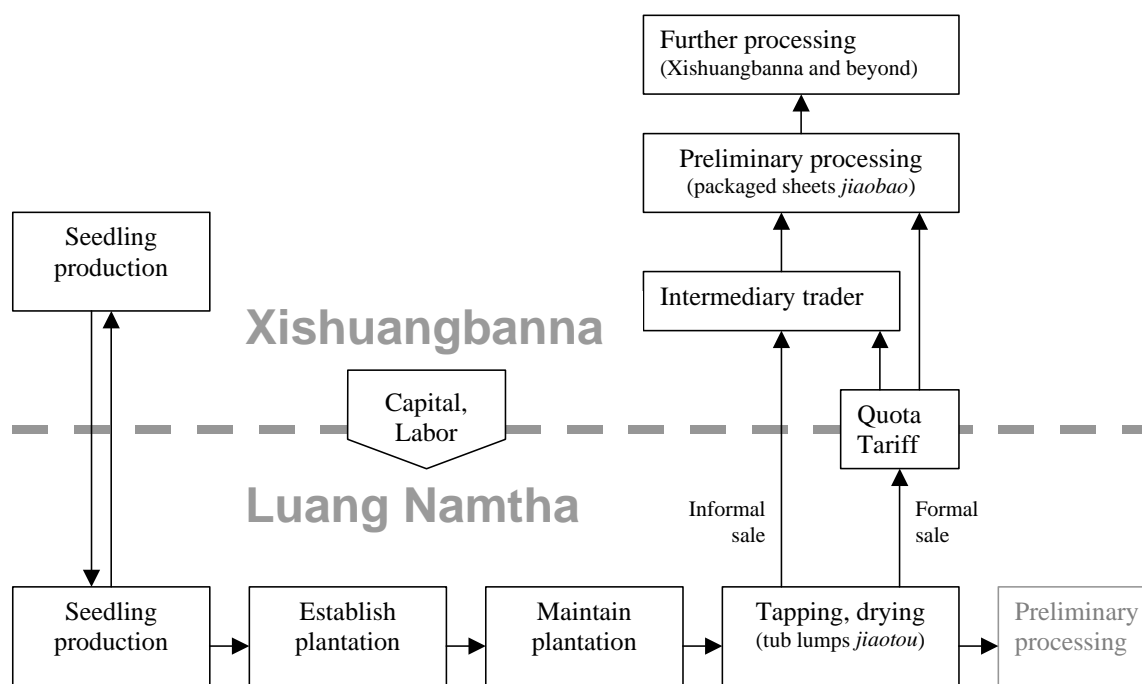 Further processing
(Xishuangbanna and beyond)
Preliminary processing
(packaged sheets jiaobao)
Seedling
production
Intermediary trader
Xishuangbanna
Capital,
Labor
Quota
Tariff
Luang Namtha
Informal
sale
Formal
sale
Seedling
production
Establish
plantation
Maintain
plantation
Tapping, drying
(tub lumps jiaotou)
Preliminary
processing